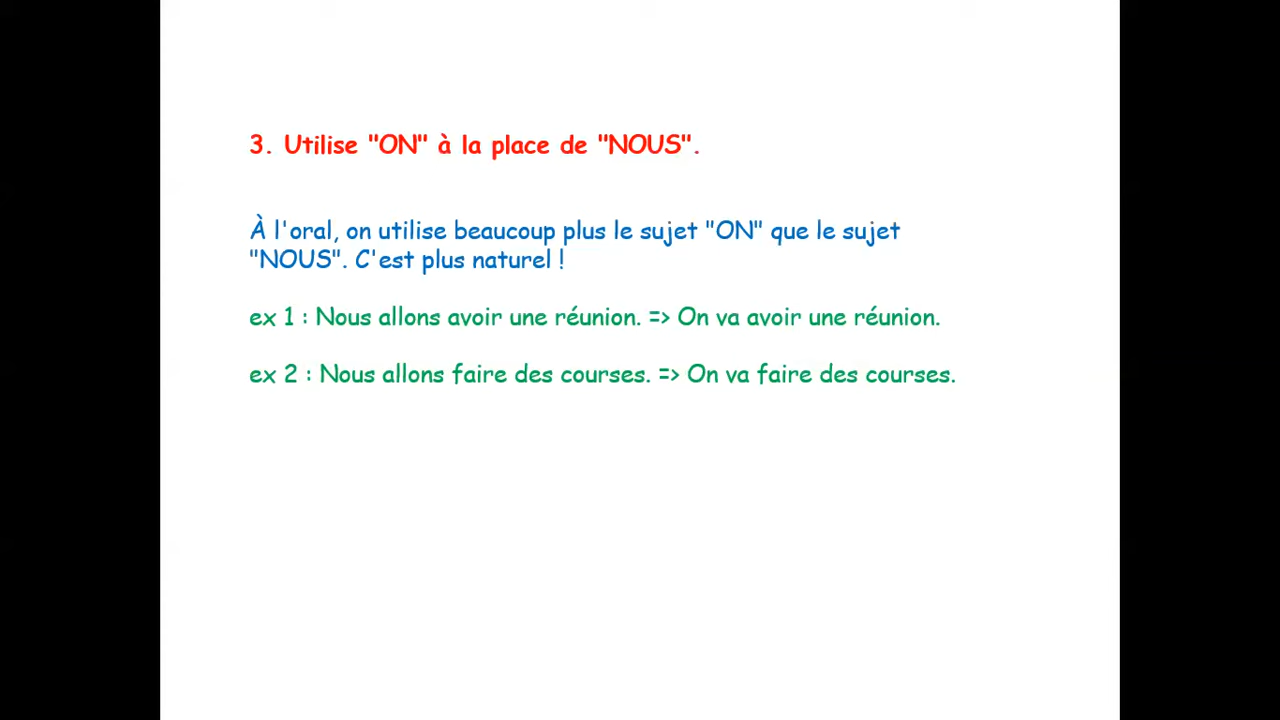 3. Utilise "ON" à la place de "NOUS".
À l'oral, on utilise beaucoup plus le sujet "ON" que le sujet
"NOUS". C'est plus naturel !
ex 1 : Nous allons avoir une réunion. => On va avoir une réunion.
ex 2 : Nous allons faire des courses. => On va faire des courses.